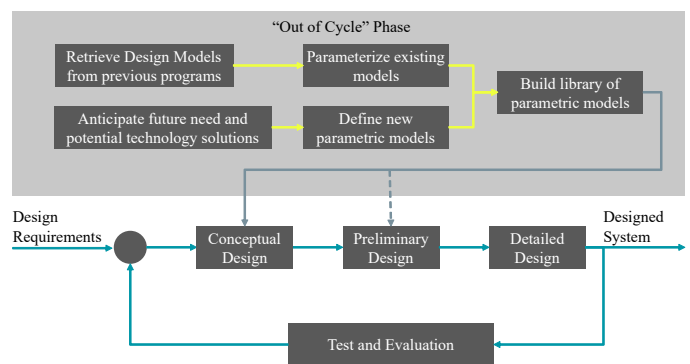 “Out of Cycle” Phase
Retrieve Design Models
from previous programs
Parameterize existing
models
Build library of
parametric models
Anticipate future need and
potential technology solutions
Define new
parametric models
Design
Requirements
Conceptual
Design
Preliminary
Design
Detailed
Design
Designed
System
Test and Evaluation